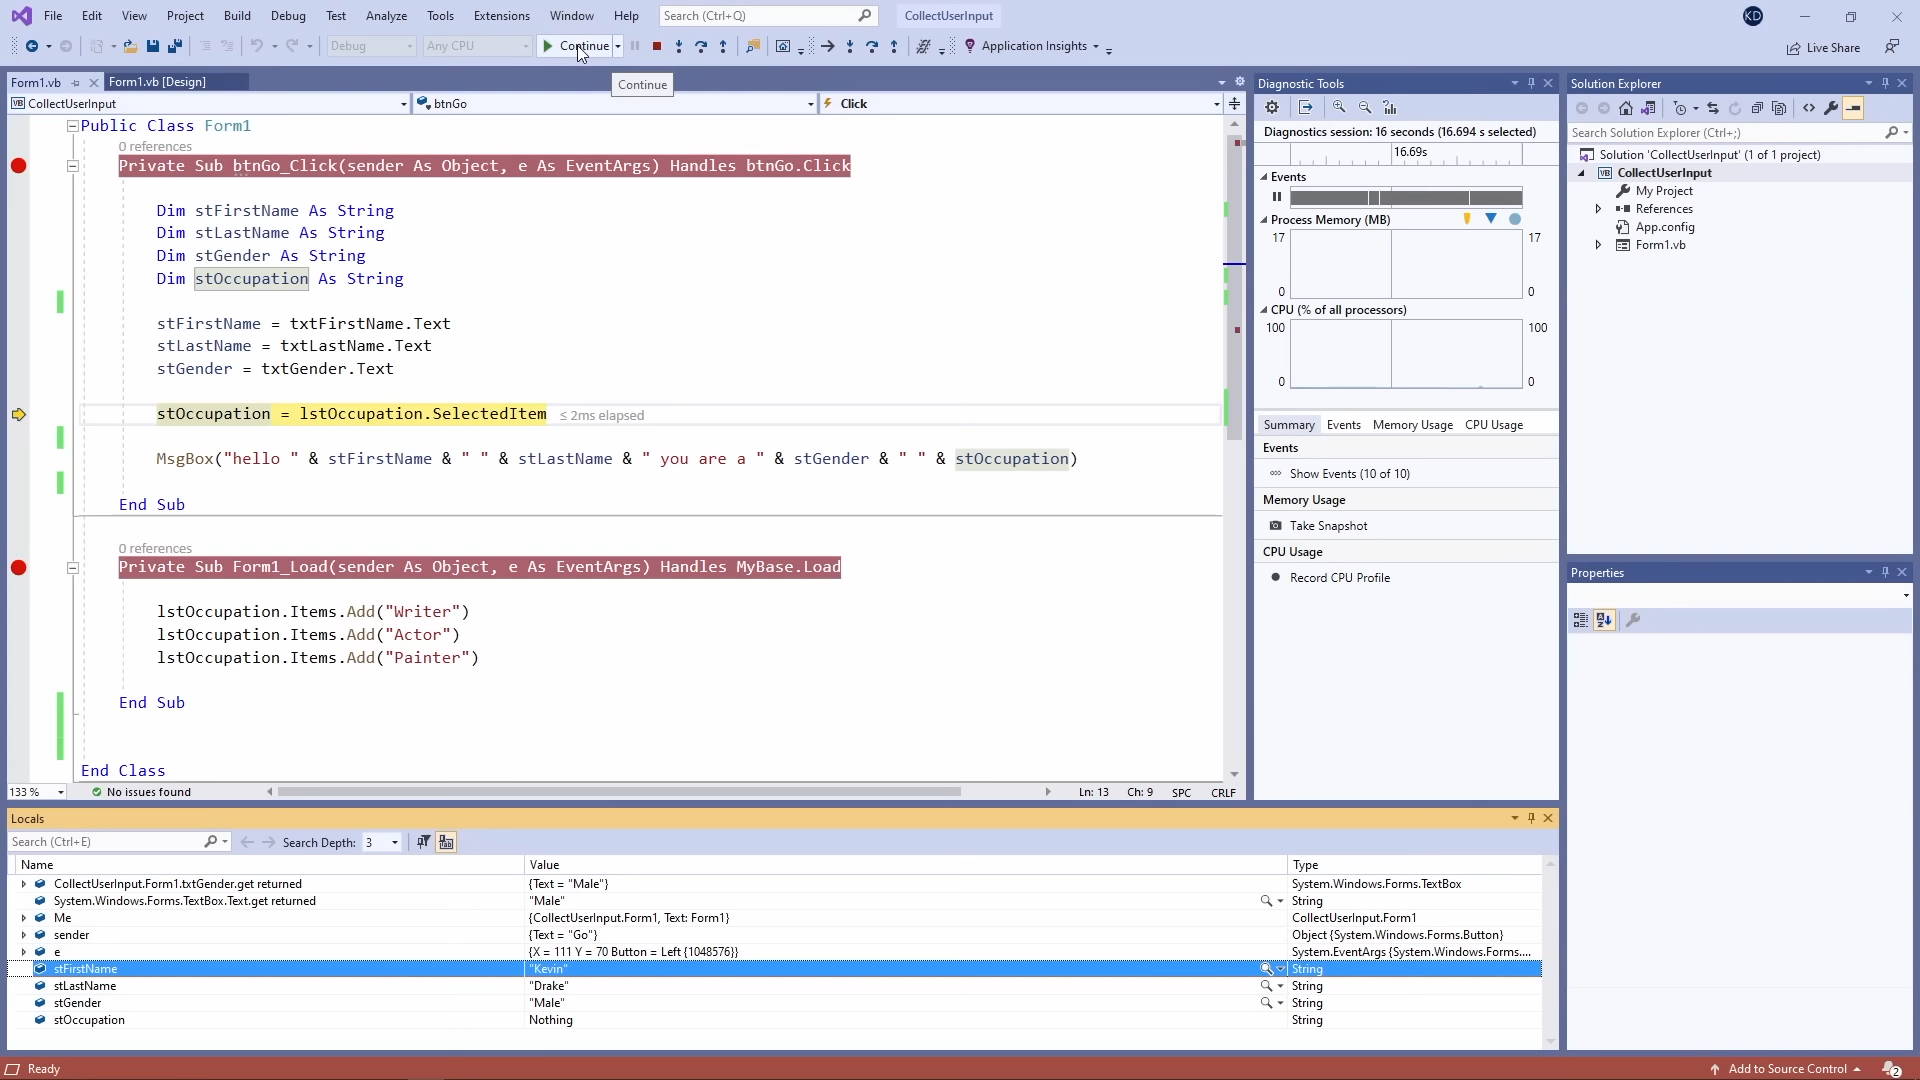 File Edit View Project Build Debug Test Analyze Tools Extensions Window Help Search (Ctrl+Q) CollectUserInput KD
Debug Any CPU Continue Application Insights Live Share
Form1.vb Form1.vb [Design] Continue
VB CollectUserInput btnGo Click
Public Class Form1
0 references
Private Sub btnGo_Click(sender As Object, e As EventArgs) Handles btnGo.Click
Dim stFirstName As String
Dim stLastName As String
Dim stGender As String
Dim stOccupation As String
stFirstName = txtFirstName.Text
stLastName = txtLastName.Text
stGender = txtGender.Text
stOccupation = lstOccupation.SelectedItem ≤ 2ms elapsed
MsgBox("hello " & stFirstName & " " & stLastName & " you are a " & stGender & " " & stOccupation)
End Sub
0 references
Private Sub Form1_Load(sender As Object, e As EventArgs) Handles MyBase.Load
lstOccupation.Items.Add("Writer")
lstOccupation.Items.Add("Actor")
lstOccupation.Items.Add("Painter")
End Sub
End Class
133 % No issues found Ln: 13 Ch: 9 SPC CRLF
Diagnostic Tools
Diagnostics session: 16 seconds (16.694 s selected)
16.69s
Events
Process Memory (MB)
17 17
0 0
CPU (% of all processors)
100 100
0 0
Summary Events Memory Usage CPU Usage
Events
Show Events (10 of 10)
Memory Usage
Take Snapshot
CPU Usage
Record CPU Profile
Solution Explorer
Search Solution Explorer (Ctrl+;)
Solution 'CollectUserInput' (1 of 1 project)
VB CollectUserInput
My Project
References
App.config
Form1.vb
Properties
Locals
Search (Ctrl+E) Search Depth: 3
Name Value Type
CollectUserInput.Form1.txtGender.get returned {Text = "Male"} System.Windows.Forms.TextBox
System.Windows.Forms.TextBox.Text.get returned "Male" String
Me {CollectUserInput.Form1, Text: Form1} CollectUserInput.Form1
sender {Text = "Go"} Object {System.Windows.Forms.Button}
e {X = 111 Y = 70 Button = Left {1048576}} System.EventArgs {System.Windows.Forms....
stFirstName "Kevin" String
stLastName "Drake" String
stGender "Male" String
stOccupation Nothing String
Ready Add to Source Control 2